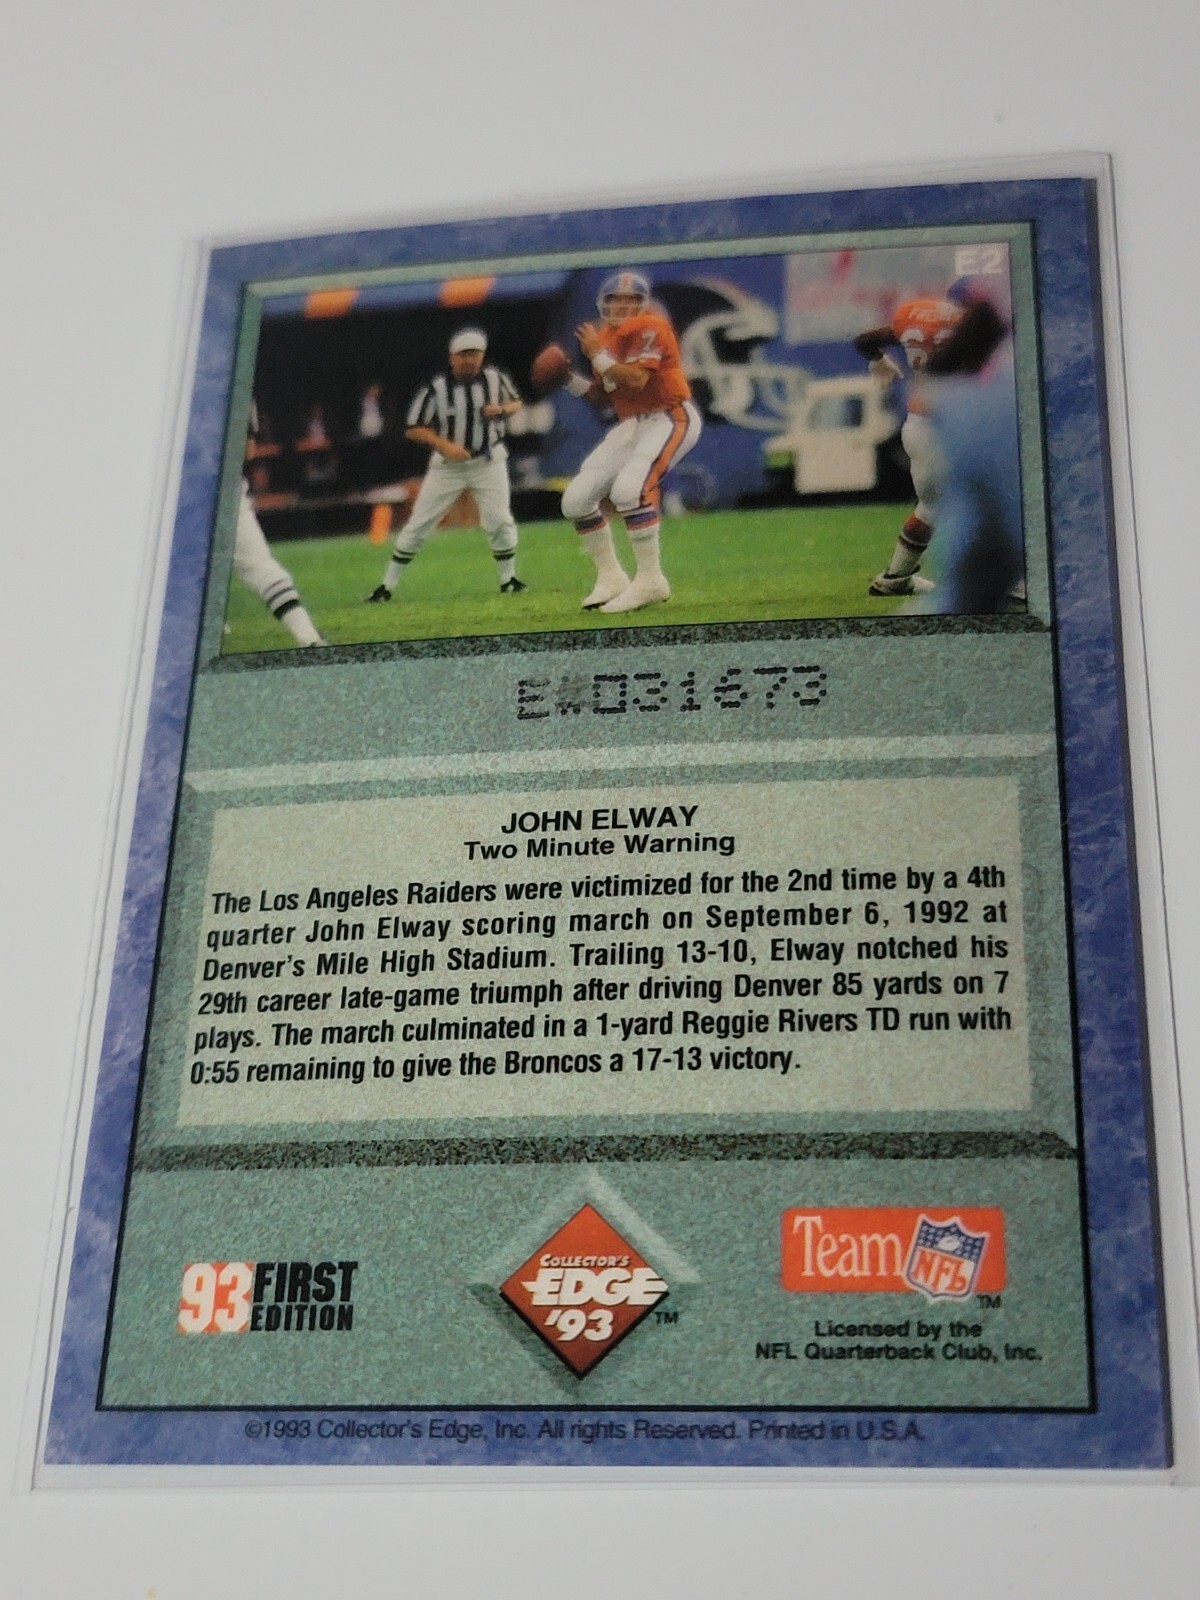 E2
7
E#031673
JOHN ELWAY
Two Minute Warning
The Los Angeles Raiders were victimized for the 2nd time by a 4th
quarter John Elway scoring march on September 6, 1992 at
Denver's Mile High Stadium. Trailing 13-10, Elway notched his
29th career late-game triumph after driving Denver 85 yards on 7
plays. The march culminated in a 1-yard Reggie Rivers TD run with
0:55 remaining to give the Broncos a 17-13 victory.
93 FIRST
EDITION
COLLECTOR'S
EDGE
'93 TM
Team NFL TM
Licensed by the
NFL Quarterback Club, Inc.
©1993 Collector's Edge, Inc. All rights Reserved. Printed in U.S.A.